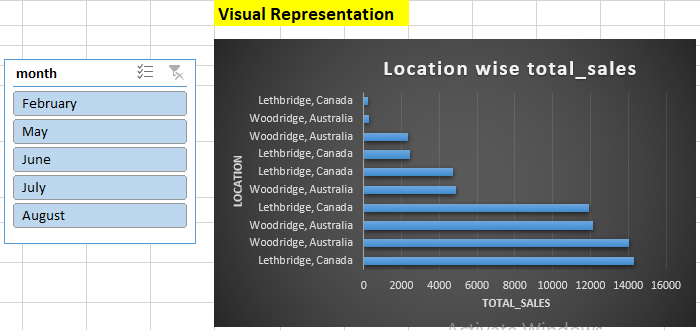 Visual Representation
month
February
May
June
July
August
Location wise total_sales
LOCATION
Lethbridge, Canada
Woodridge, Australia
Woodridge, Australia
Lethbridge, Canada
Lethbridge, Canada
Woodridge, Australia
Lethbridge, Canada
Woodridge, Australia
Woodridge, Australia
Lethbridge, Canada
0 2000 4000 6000 8000 10000 12000 14000 16000
TOTAL_SALES
Activate Windows